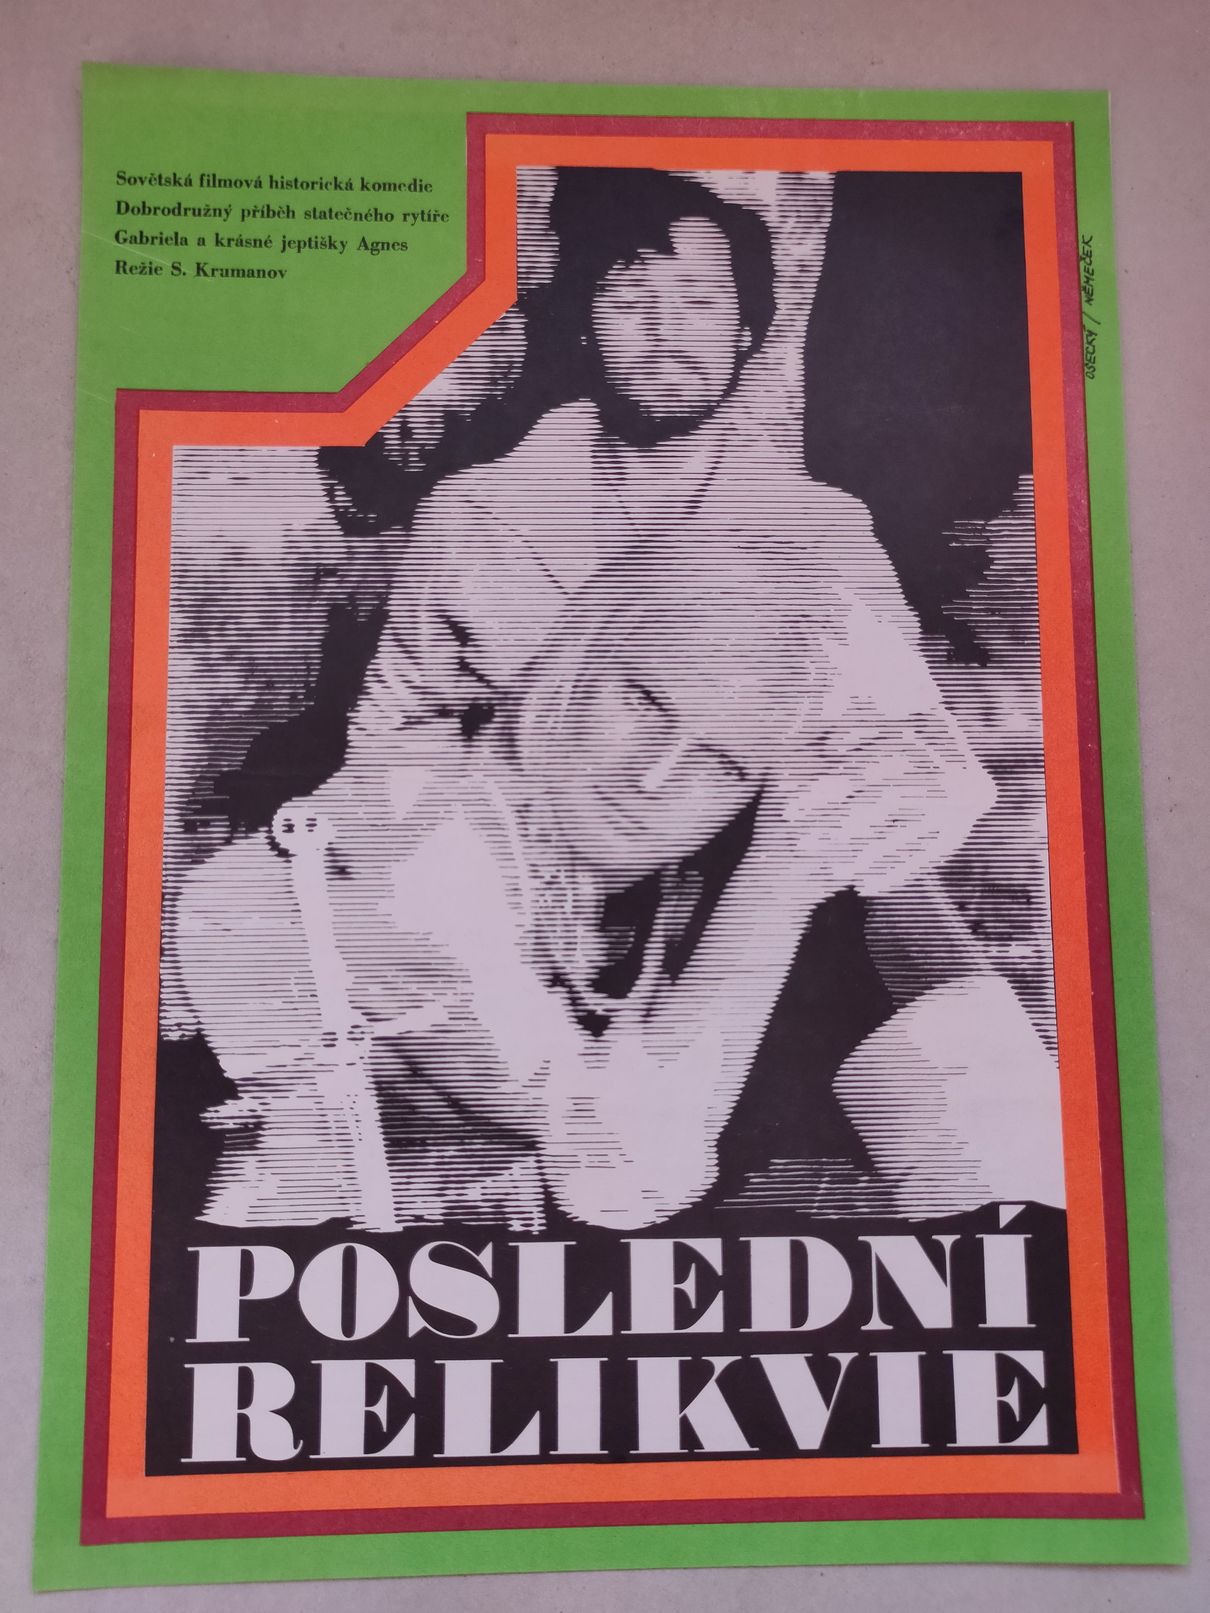 Sovětská filmová historická komedie
Dobrodružný příběh statečného rytíře
Gabriela a krásné jeptišky Agnes
Režie S. Krumanov
OSECKÝ / NĚMEČEK
POSLEDNÍ
RELIKVIE